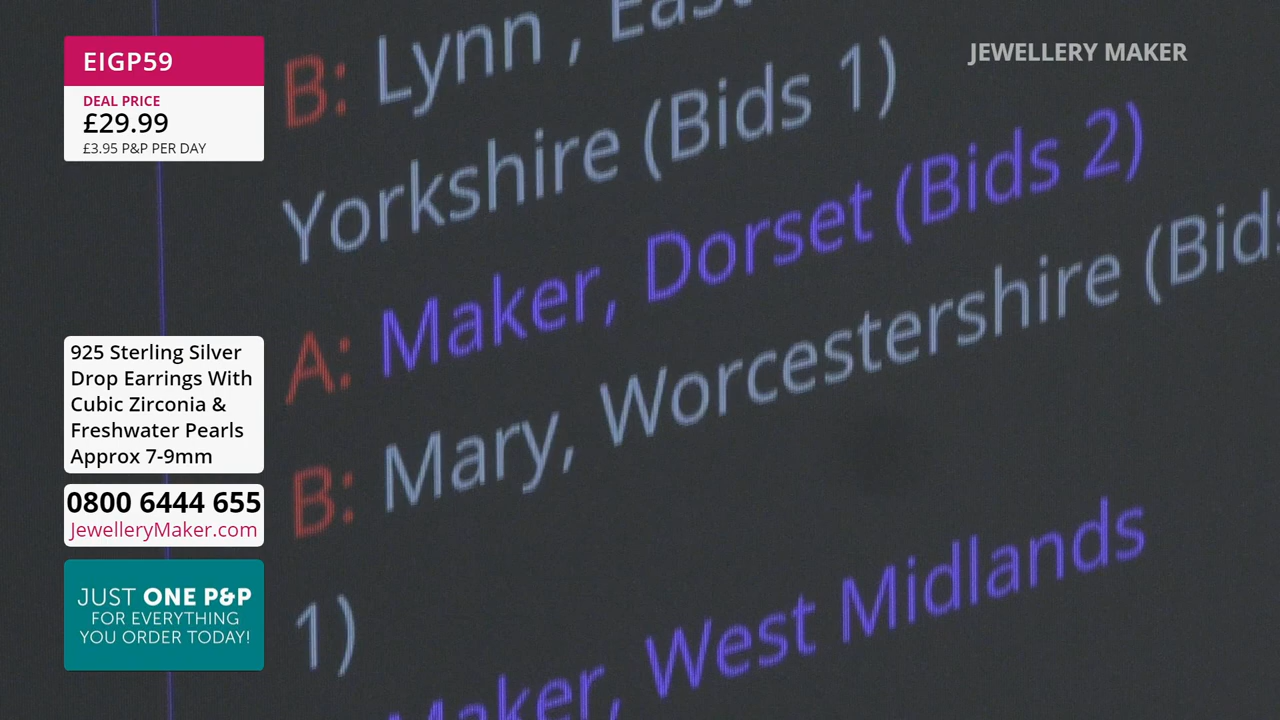 EIGP59
DEAL PRICE
£29.99
£3.95 P&P PER DAY
JEWELLERY MAKER
B: Lynn , East
Yorkshire (Bids 1)
A: Maker, Dorset (Bids 2)
B: Mary, Worcestershire (Bids
1)
Maker, West Midlands
925 Sterling Silver
Drop Earrings With
Cubic Zirconia &
Freshwater Pearls
Approx 7-9mm
0800 6444 655
JewelleryMaker.com
JUST ONE P&P
FOR EVERYTHING
YOU ORDER TODAY!